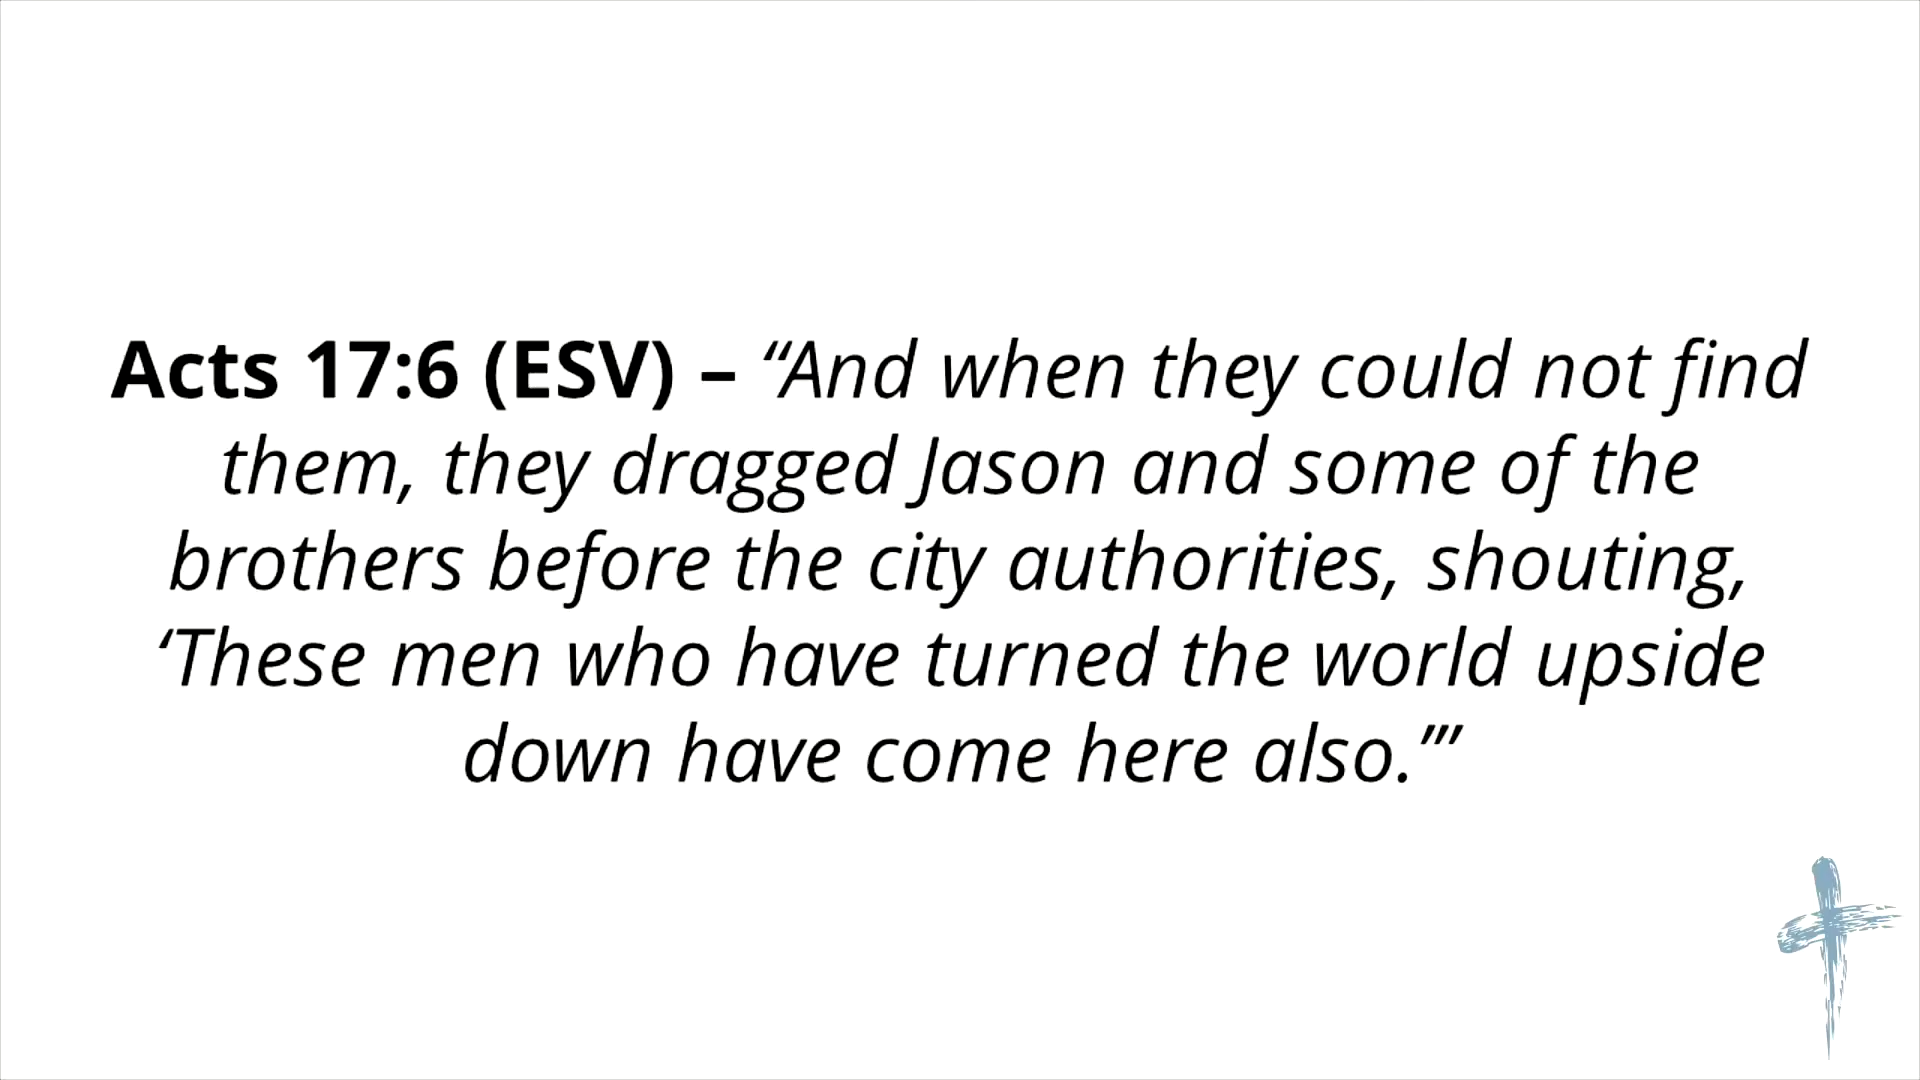 Acts 17:6 (ESV) – “And when they could not find
them, they dragged Jason and some of the
brothers before the city authorities, shouting,
‘These men who have turned the world upside
down have come here also.’”